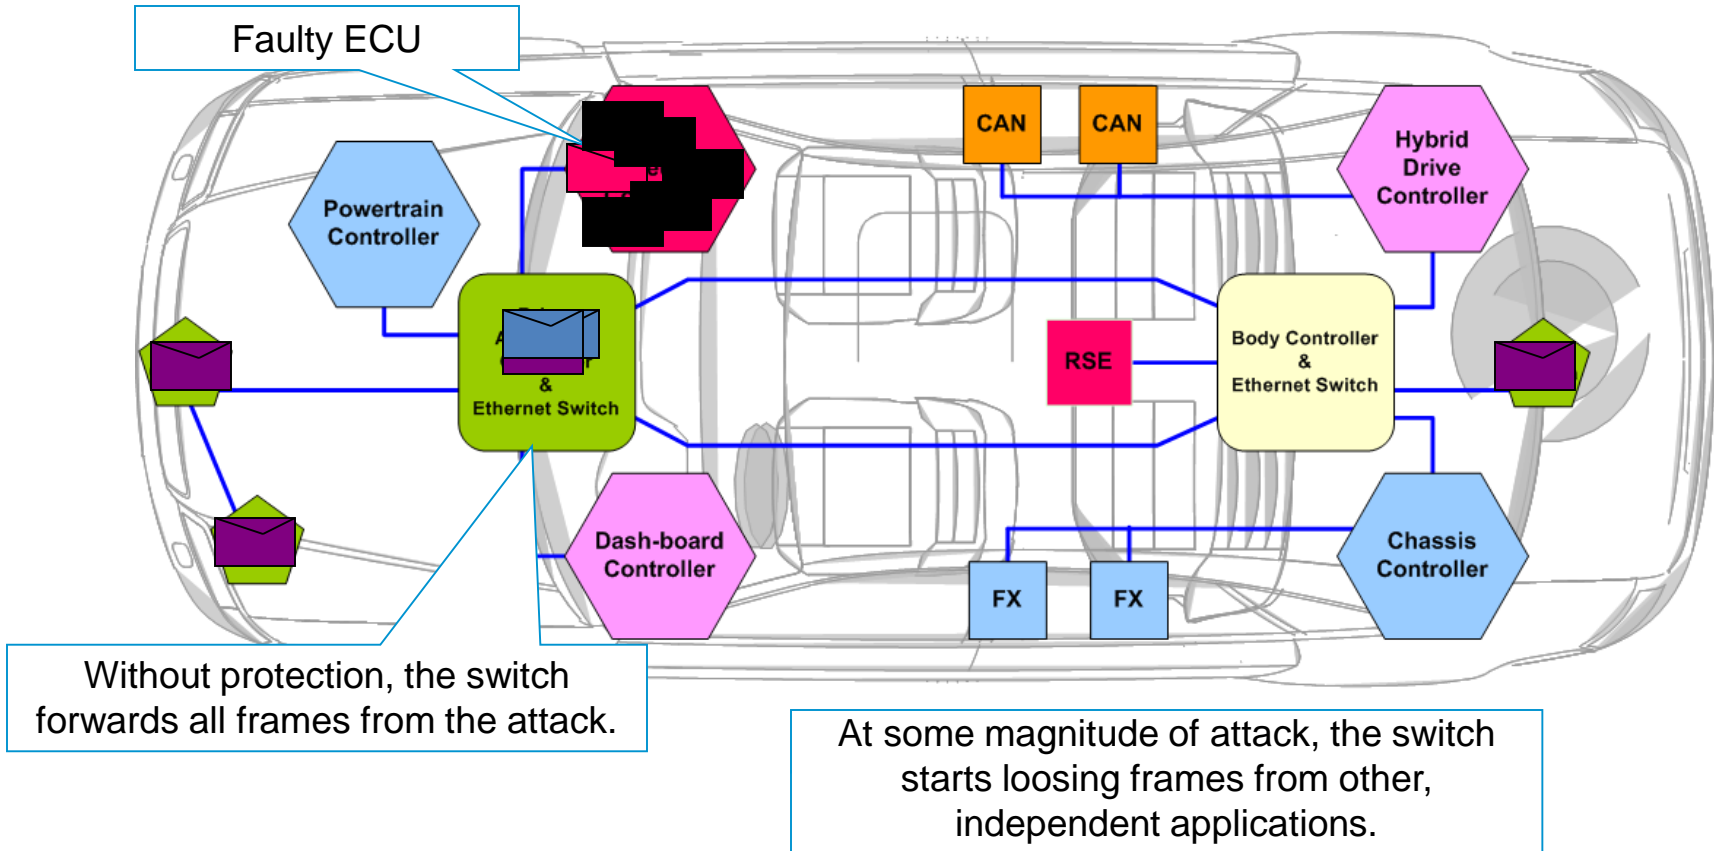 Faulty ECU
CAN
CAN
Hybrid
Drive
Controller
Powertrain
Controller
&
Ethernet Switch
RSE
Body Controller
&
Ethernet Switch
Dash-board
Controller
FX
FX
Chassis
Controller
Without protection, the switch
forwards all frames from the attack.
At some magnitude of attack, the switch
starts loosing frames from other,
independent applications.